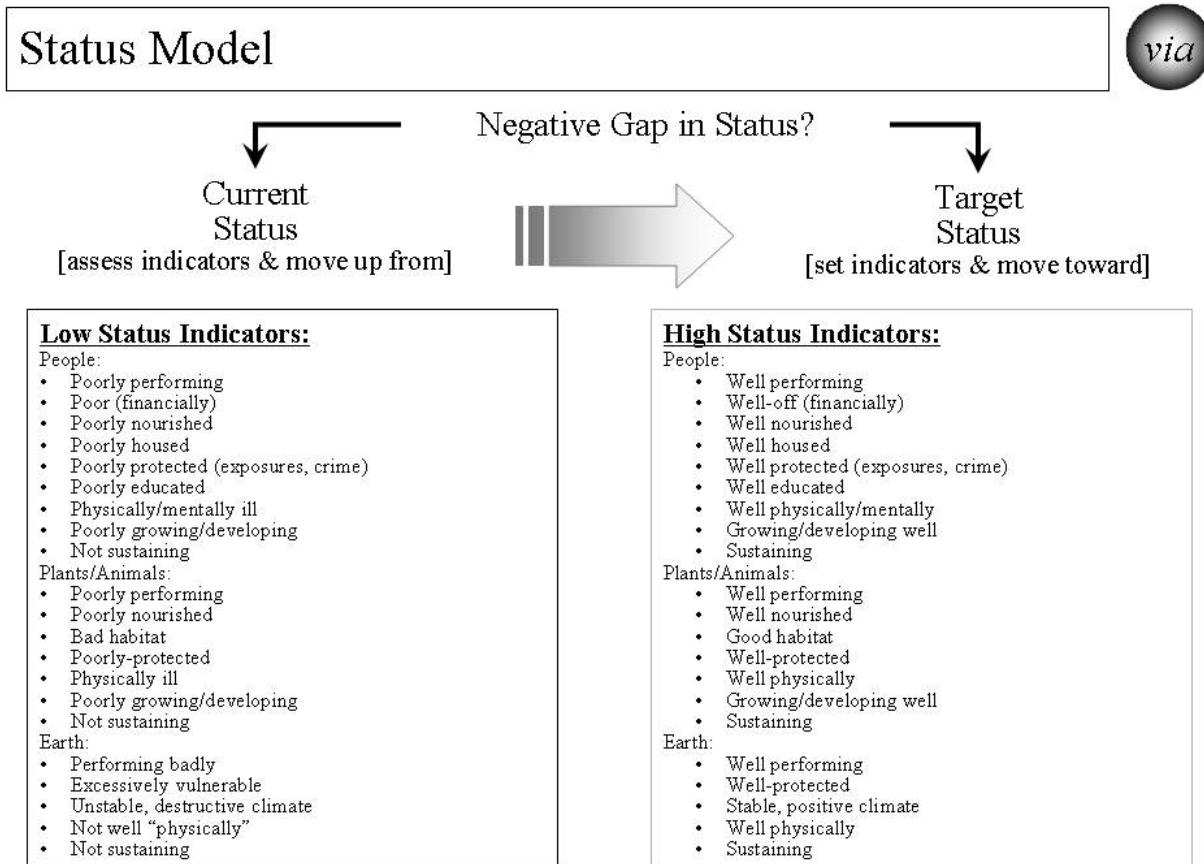 Status Model
via
Negative Gap in Status?
Current
Status
[assess indicators & move up from]
Target
Status
[set indicators & move toward]
Low Status Indicators:
People:
• Poorly performing
• Poor (financially)
• Poorly nourished
• Poorly housed
• Poorly protected (exposures, crime)
• Poorly educated
• Physically/mentally ill
• Poorly growing/developing
• Not sustaining
Plants/Animals:
• Poorly performing
• Poorly nourished
• Bad habitat
• Poorly-protected
• Physically ill
• Poorly growing/developing
• Not sustaining
Earth:
• Performing badly
• Excessively vulnerable
• Unstable, destructive climate
• Not well “physically”
• Not sustaining
High Status Indicators:
People:
• Well performing
• Well-off (financially)
• Well nourished
• Well housed
• Well protected (exposures, crime)
• Well educated
• Well physically/mentally
• Growing/developing well
• Sustaining
Plants/Animals:
• Well performing
• Well nourished
• Good habitat
• Well-protected
• Well physically
• Growing/developing well
• Sustaining
Earth:
• Well performing
• Well-protected
• Stable, positive climate
• Well physically
• Sustaining